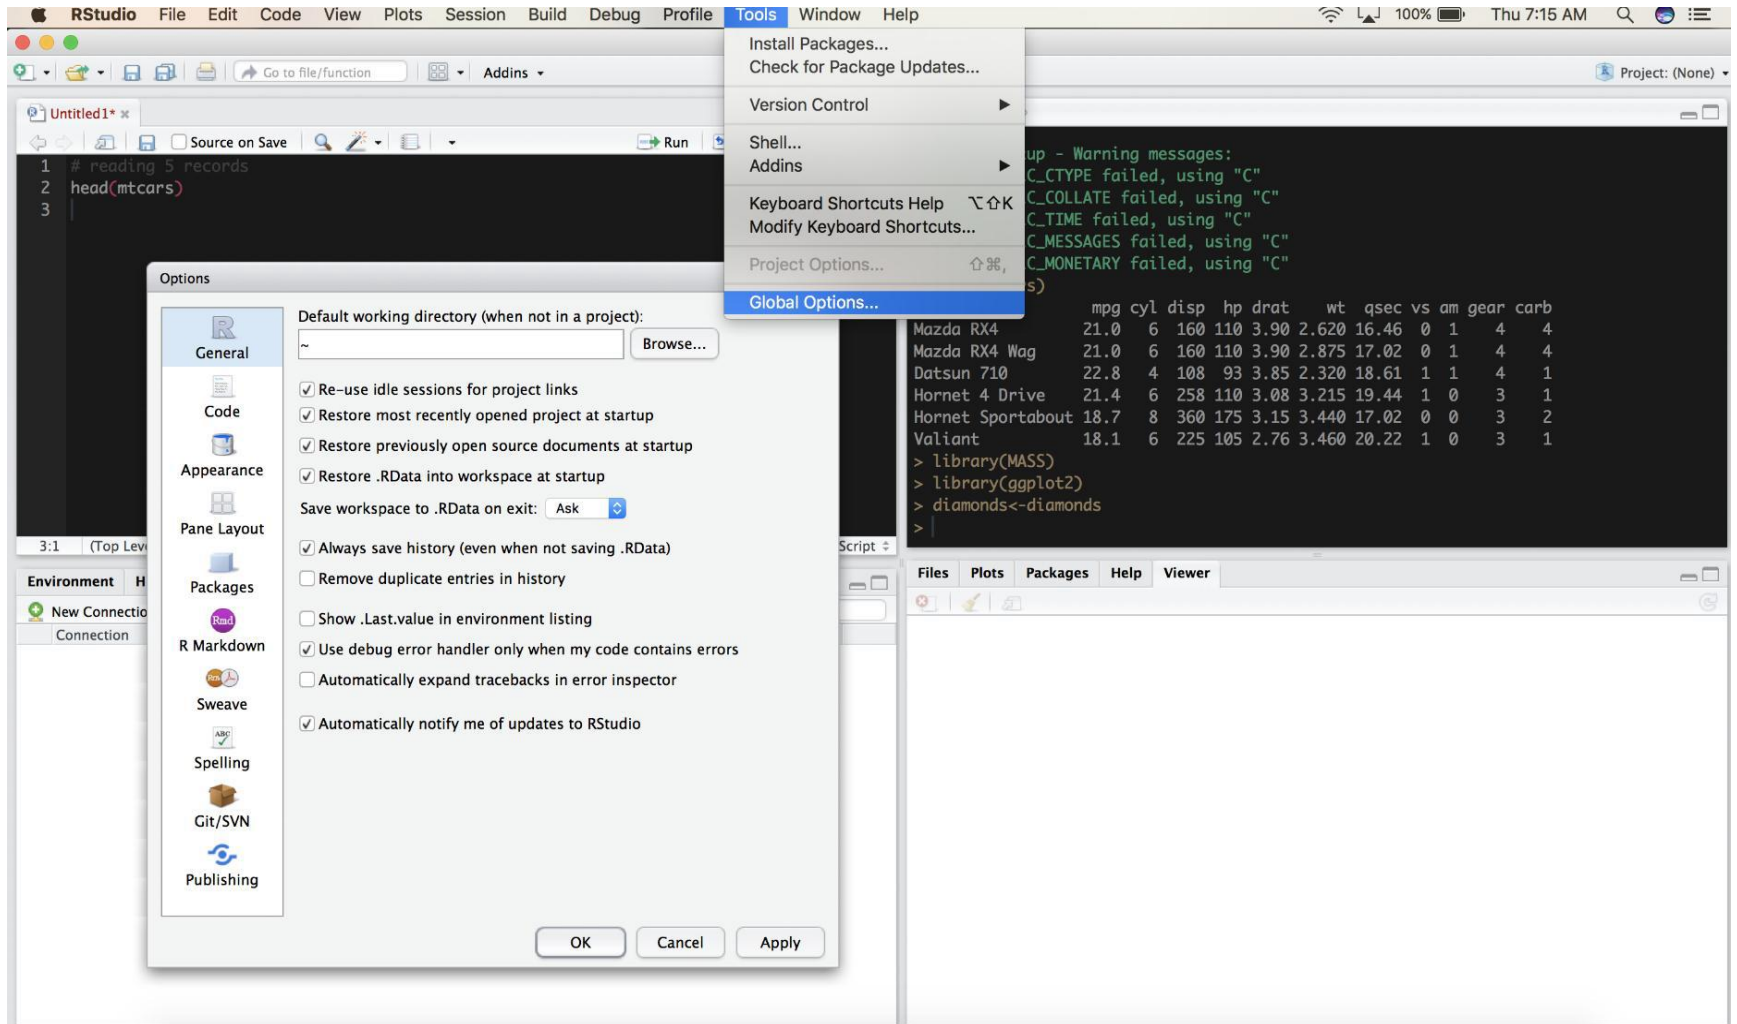 RStudio File Edit Code View Plots Session Build Debug Profile Tools Window Help 100% Thu 7:15 AM
Install Packages...
Check for Package Updates...
Version Control
Shell...
Addins
Keyboard Shortcuts Help ⌥⇧K
Modify Keyboard Shortcuts...
Project Options... ⇧⌘,
Global Options...
Go to file/function Addins Project: (None)
Untitled1*
Source on Save Run
1 # reading 5 records
2 head(mtcars)
3
3:1 (Top Lev Script
Options
General
Code
Appearance
Pane Layout
Packages
Rmd
R Markdown
Sweave
ABC
Spelling
Git/SVN
Publishing
Default working directory (when not in a project):
~ Browse...
Re-use idle sessions for project links
Restore most recently opened project at startup
Restore previously open source documents at startup
Restore .RData into workspace at startup
Save workspace to .RData on exit: Ask
Always save history (even when not saving .RData)
Remove duplicate entries in history
Show .Last.value in environment listing
Use debug error handler only when my code contains errors
Automatically expand tracebacks in error inspector
Automatically notify me of updates to RStudio
OK Cancel Apply
Environment H
New Connectio
Connection
up - Warning messages:
C_CTYPE failed, using "C"
C_COLLATE failed, using "C"
C_TIME failed, using "C"
C_MESSAGES failed, using "C"
C_MONETARY failed, using "C"
s)
mpg cyl disp hp drat wt qsec vs am gear carb
Mazda RX4 21.0 6 160 110 3.90 2.620 16.46 0 1 4 4
Mazda RX4 Wag 21.0 6 160 110 3.90 2.875 17.02 0 1 4 4
Datsun 710 22.8 4 108 93 3.85 2.320 18.61 1 1 4 1
Hornet 4 Drive 21.4 6 258 110 3.08 3.215 19.44 1 0 3 1
Hornet Sportabout 18.7 8 360 175 3.15 3.440 17.02 0 0 3 2
Valiant 18.1 6 225 105 2.76 3.460 20.22 1 0 3 1
> library(MASS)
> library(ggplot2)
> diamonds<-diamonds
>
Files Plots Packages Help Viewer